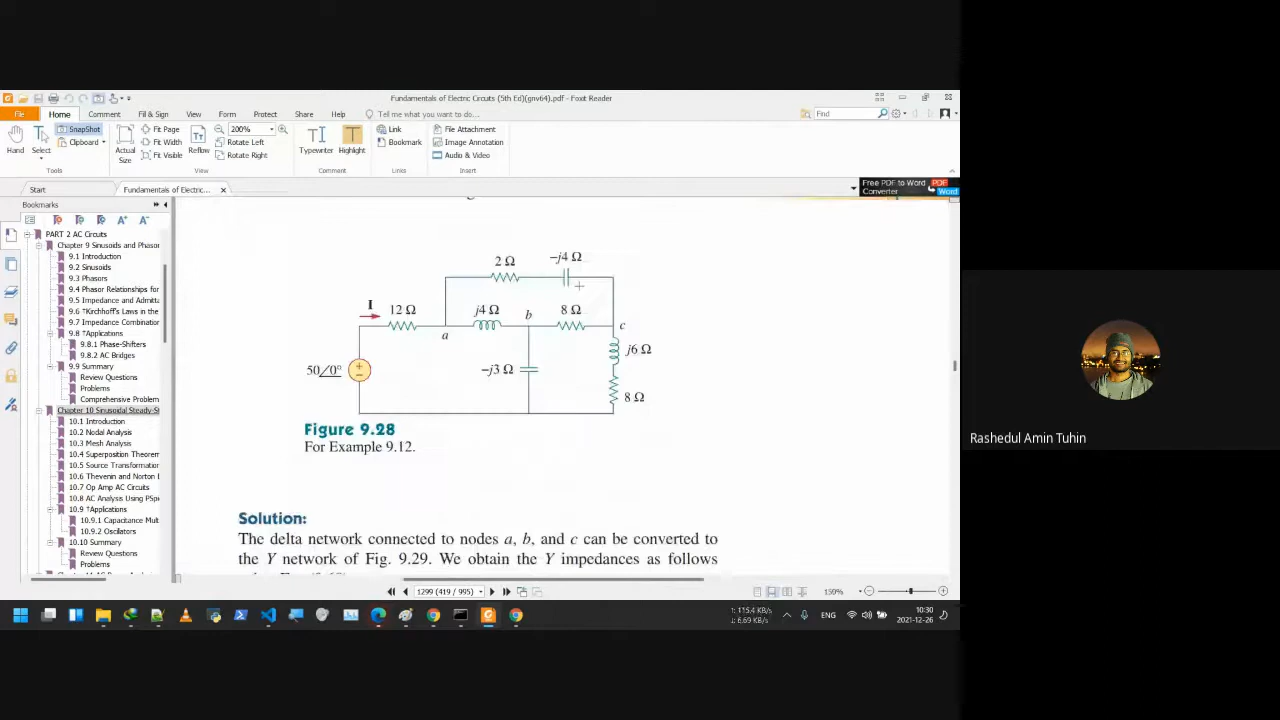 Fundamentals of Electric Circuits (5th Ed)(gnv64).pdf - Foxit Reader
File Home Comment Fill & Sign View Form Protect Share Help Tell me what you want to do... Find
Hand
Select
SnapShot
Clipboard
Tools
Actual Size
Fit Page
Fit Width
Fit Visible
Reflow
200%
Rotate Left
Rotate Right
View
Typewriter
Highlight
Comment
Link
Bookmark
Links
File Attachment
Image Annotation
Audio & Video
Insert
Start
Fundamentals of Electric...
Free PDF to Word Converter
PDF
Word
Bookmarks
PART 2 AC Circuits
Chapter 9 Sinusoids and Phasor
9.1 Introduction
9.2 Sinusoids
9.3 Phasors
9.4 Phasor Relationships for
9.5 Impedance and Admitta
9.6 †Kirchhoff's Laws in the
9.7 Impedance Combination
9.8 †Applications
9.8.1 Phase-Shifters
9.8.2 AC Bridges
9.9 Summary
Review Questions
Problems
Comprehensive Problem
Chapter 10 Sinusoidal Steady-St
10.1 Introduction
10.2 Nodal Analysis
10.3 Mesh Analysis
10.4 Superposition Theorem
10.5 Source Transformation
10.6 Thevenin and Norton E
10.7 Op Amp AC Circuits
10.8 AC Analysis Using PSpi
10.9 †Applications
10.9.1 Capacitance Mult
10.9.2 Oscillators
10.10 Summary
Review Questions
Problems
2 Ω
-j4 Ω
I
12 Ω
j4 Ω
b
8 Ω
a
c
j6 Ω
50/0°
-j3 Ω
8 Ω
Figure 9.28
For Example 9.12.
Solution:
The delta network connected to nodes a, b, and c can be converted to
the Y network of Fig. 9.29. We obtain the Y impedances as follows
1299 (419 / 995)
150%
↑: 115.4 KB/s
↓: 6.69 KB/s
ENG
10:30
2021-12-26
Rashedul Amin Tuhin